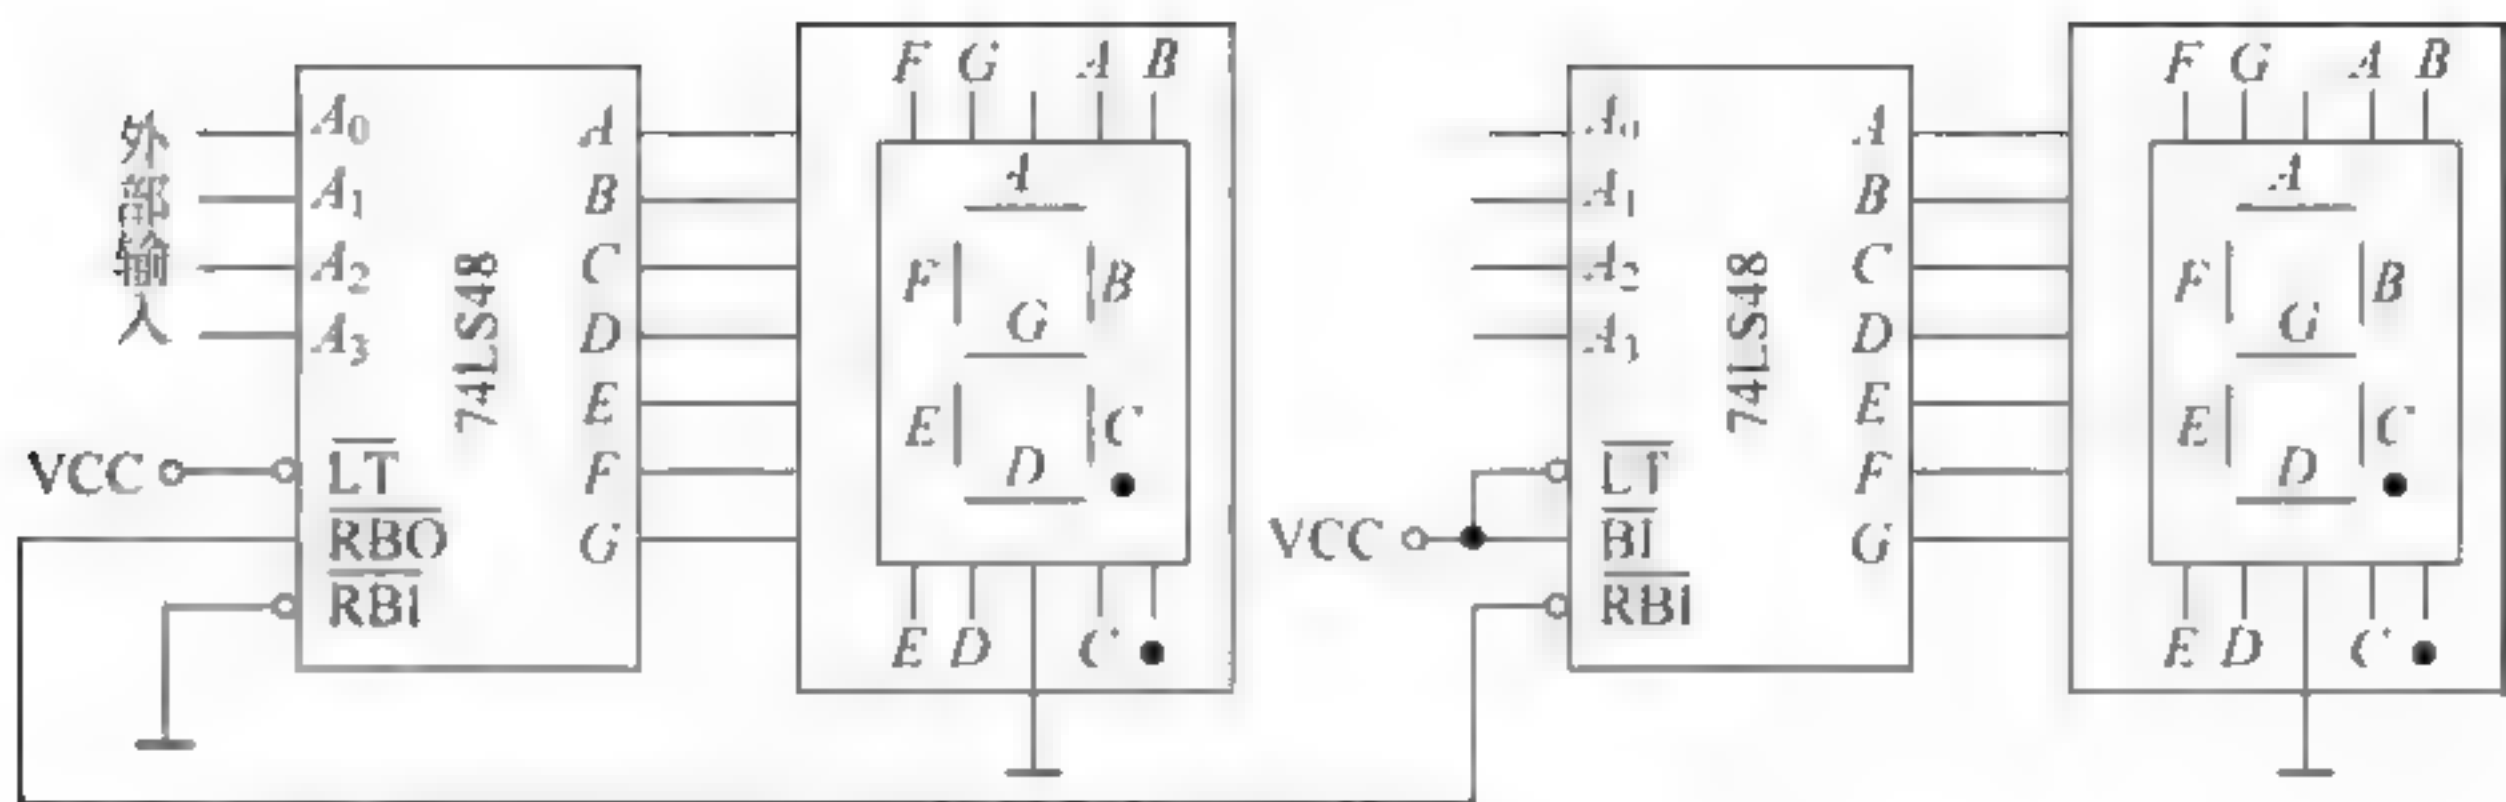 外部输入
A0
A1
A2
A3
VCC
LT
RBO
RBI
74LS48
A
B
C
D
E
F
G
F G A B
A
F
B
G
E
C
D
E D C
A0
A1
A2
A3
VCC
LT
BI
RBI
74LS48
A
B
C
D
E
F
G
F G A B
A
F
B
G
E
C
D
E D C